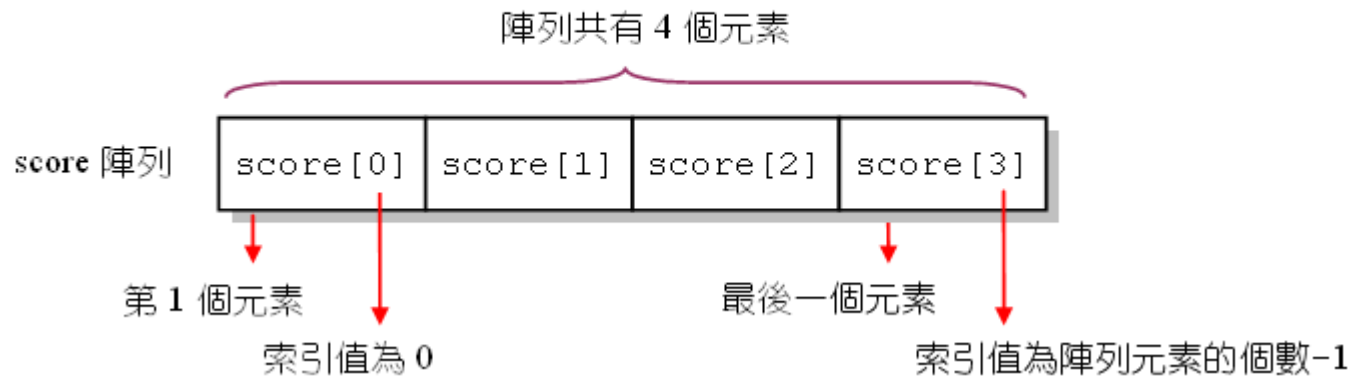 陣列共有 4 個元素
score 陣列
score[0] score[1] score[2] score[3]
第 1 個元素
最後一個元素
索引值為 0
索引值為陣列元素的個數-1